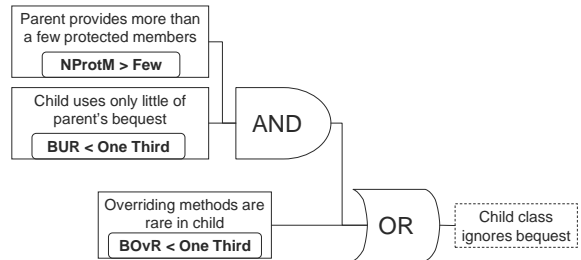 Parent provides more than
a few protected members
NProtM > Few
Child uses only little of
parent's bequest
BUR < One Third
AND
Overriding methods are
rare in child
BOvR < One Third
OR
Child class
ignores bequest